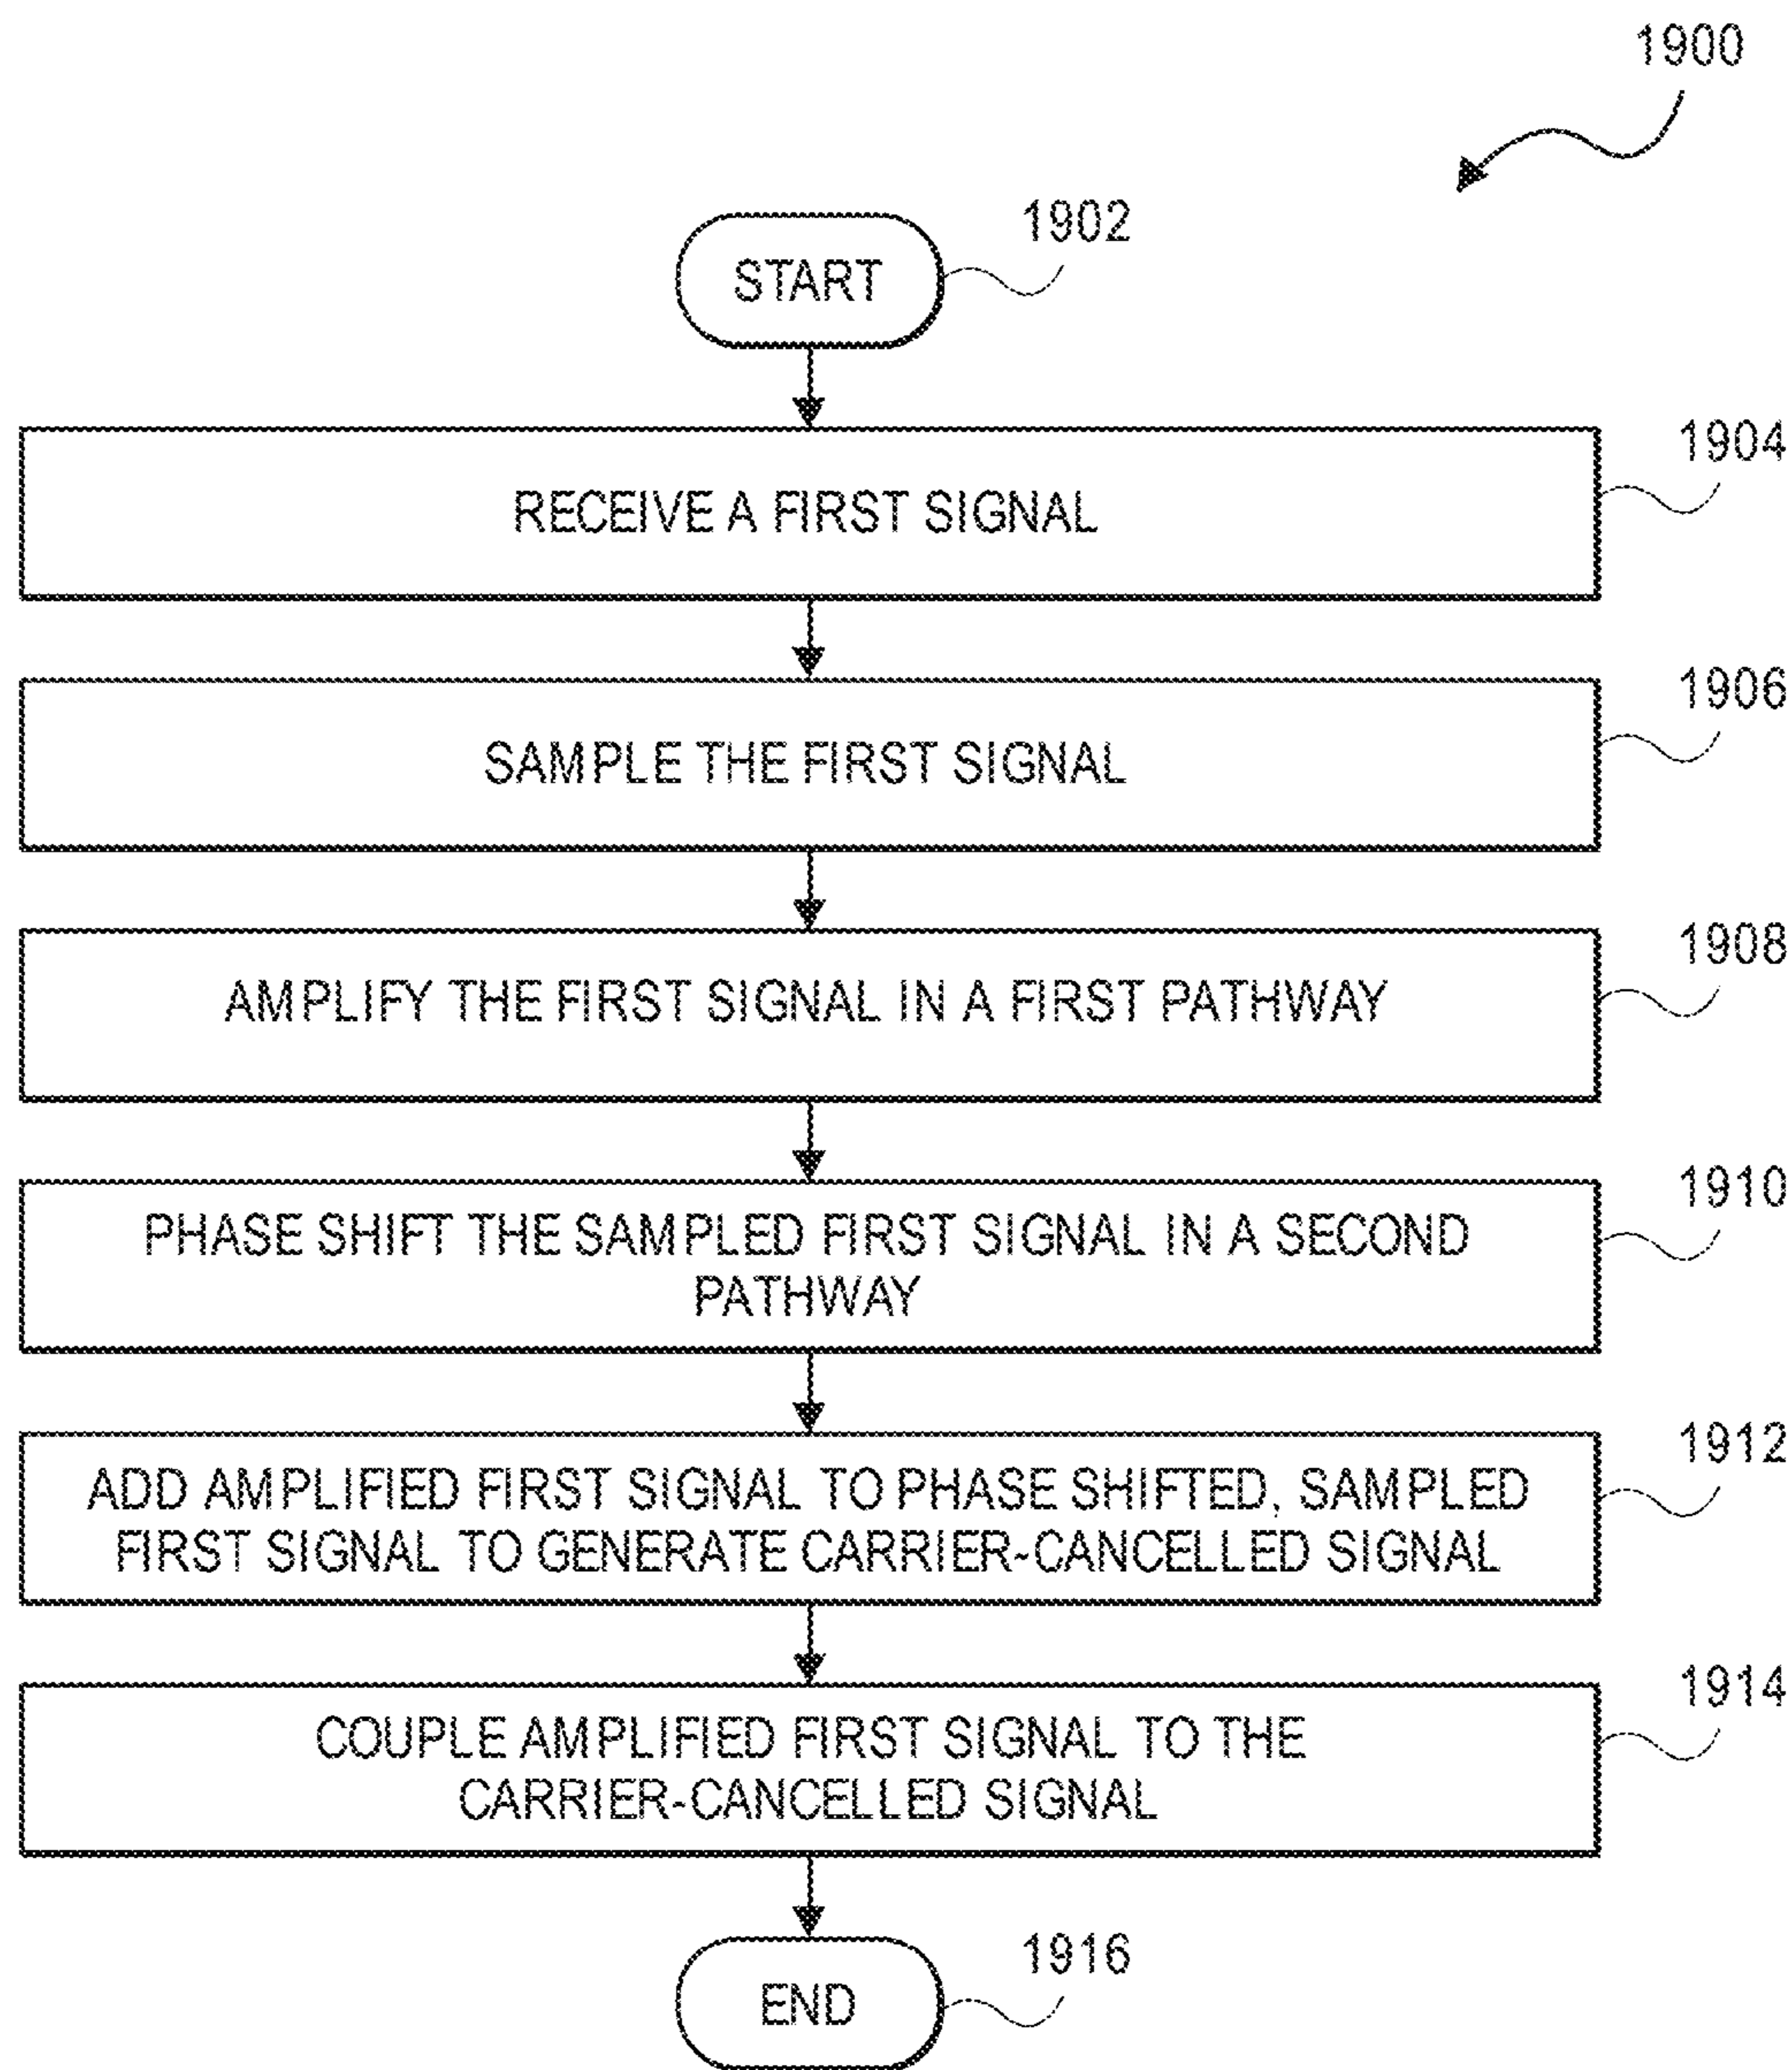 1900
START
1902
RECEIVE A FIRST SIGNAL
1904
SAMPLE THE FIRST SIGNAL
1906
AMPLIFY THE FIRST SIGNAL IN A FIRST PATHWAY
1908
PHASE SHIFT THE SAMPLED FIRST SIGNAL IN A SECOND
PATHWAY
1910
ADD AMPLIFIED FIRST SIGNAL TO PHASE SHIFTED, SAMPLED
FIRST SIGNAL TO GENERATE CARRIER-CANCELLED SIGNAL
1912
COUPLE AMPLIFIED FIRST SIGNAL TO THE
CARRIER-CANCELLED SIGNAL
1914
END
1916